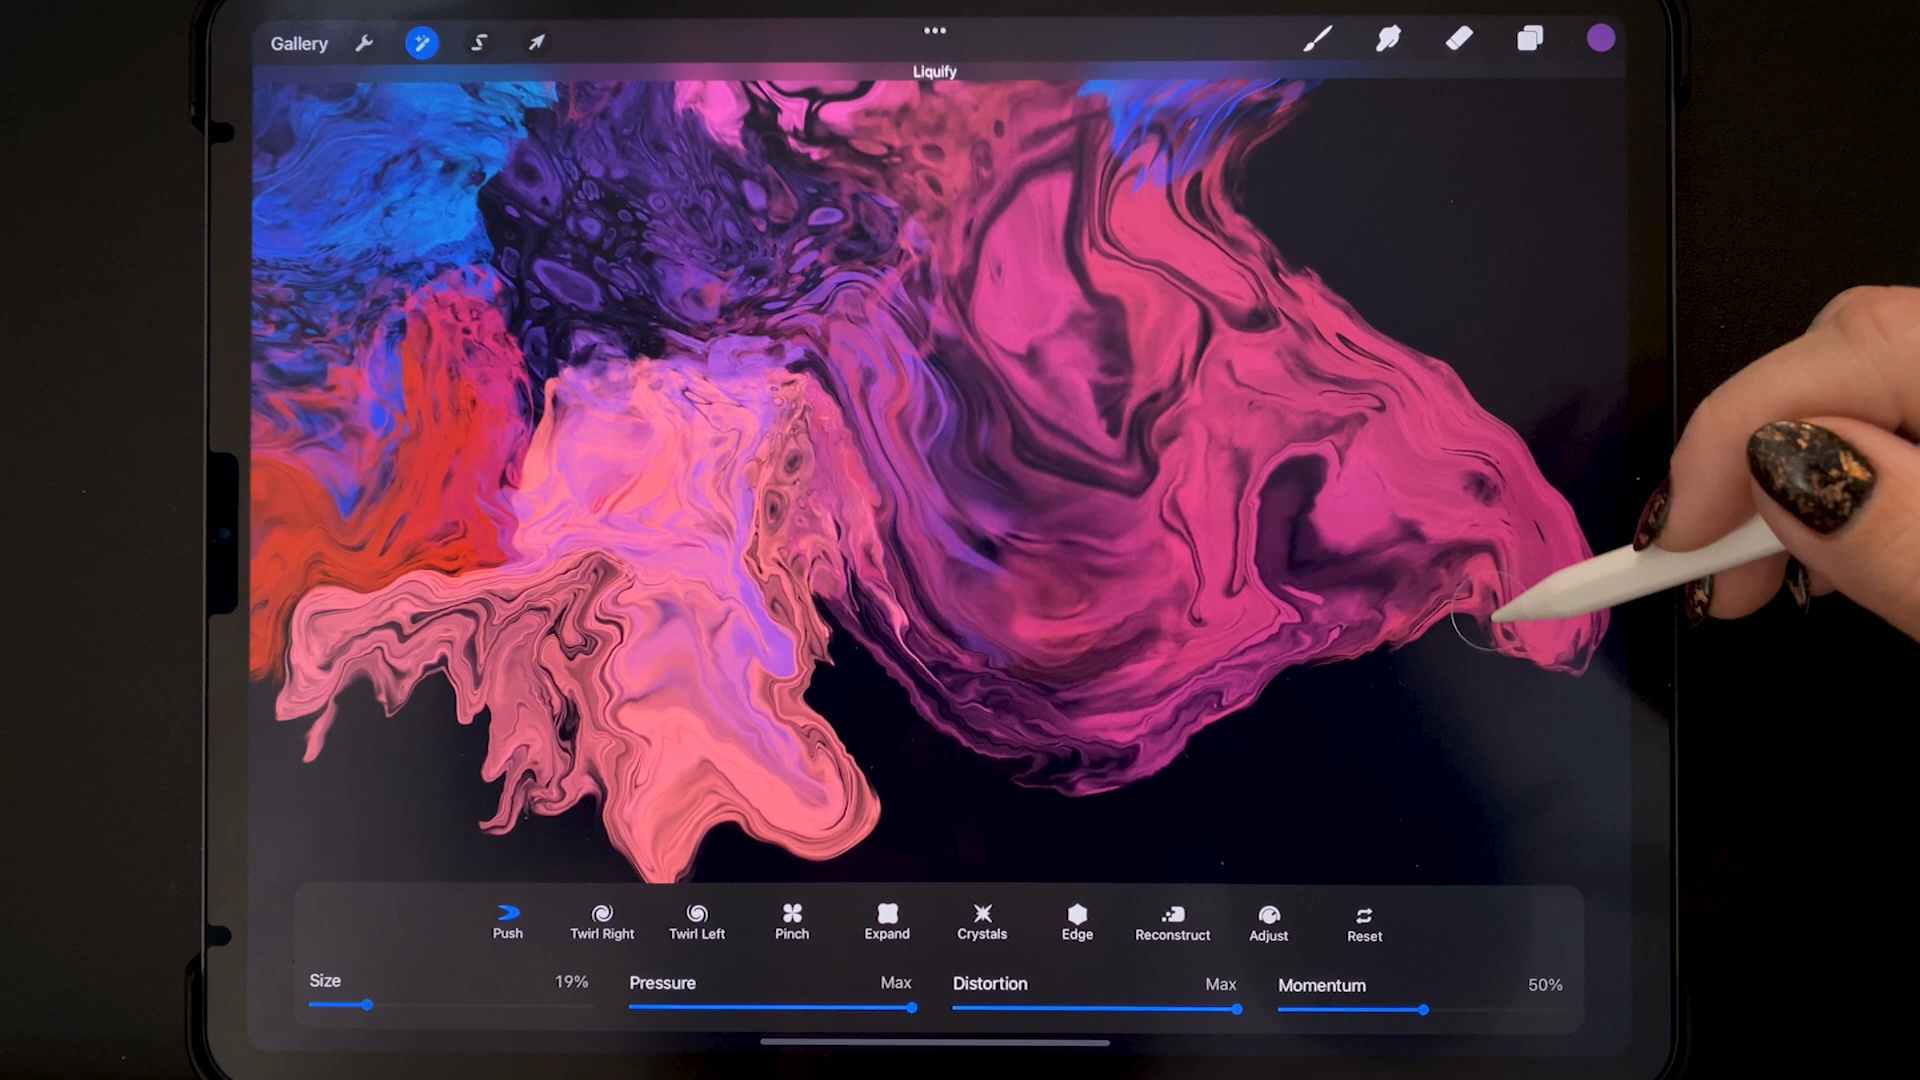 Gallery
Liquify
Push Twirl Right Twirl Left Pinch Expand Crystals Edge Reconstruct Adjust Reset
Size 19% Pressure Max Distortion Max Momentum 50%